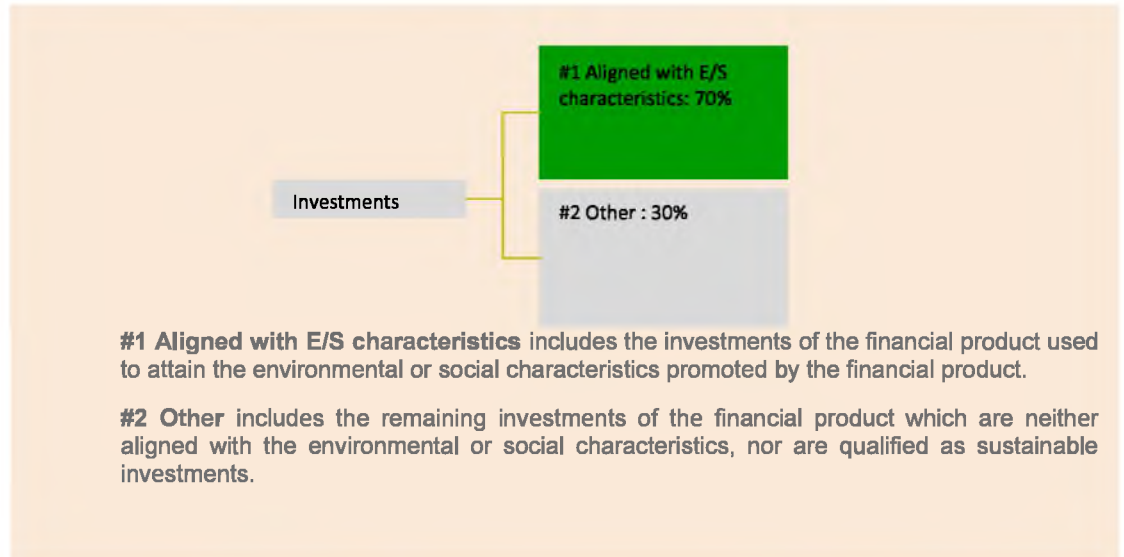 #1 Aligned with E/S
characteristics: 70%
Investments
#2 Other : 30%
#1 Aligned with E/S characteristics includes the investments of the financial product used
to attain the environmental or social characteristics promoted by the financial product.
#2 Other includes the remaining investments of the financial product which are neither
aligned with the environmental or social characteristics, nor are qualified as sustainable
investments.